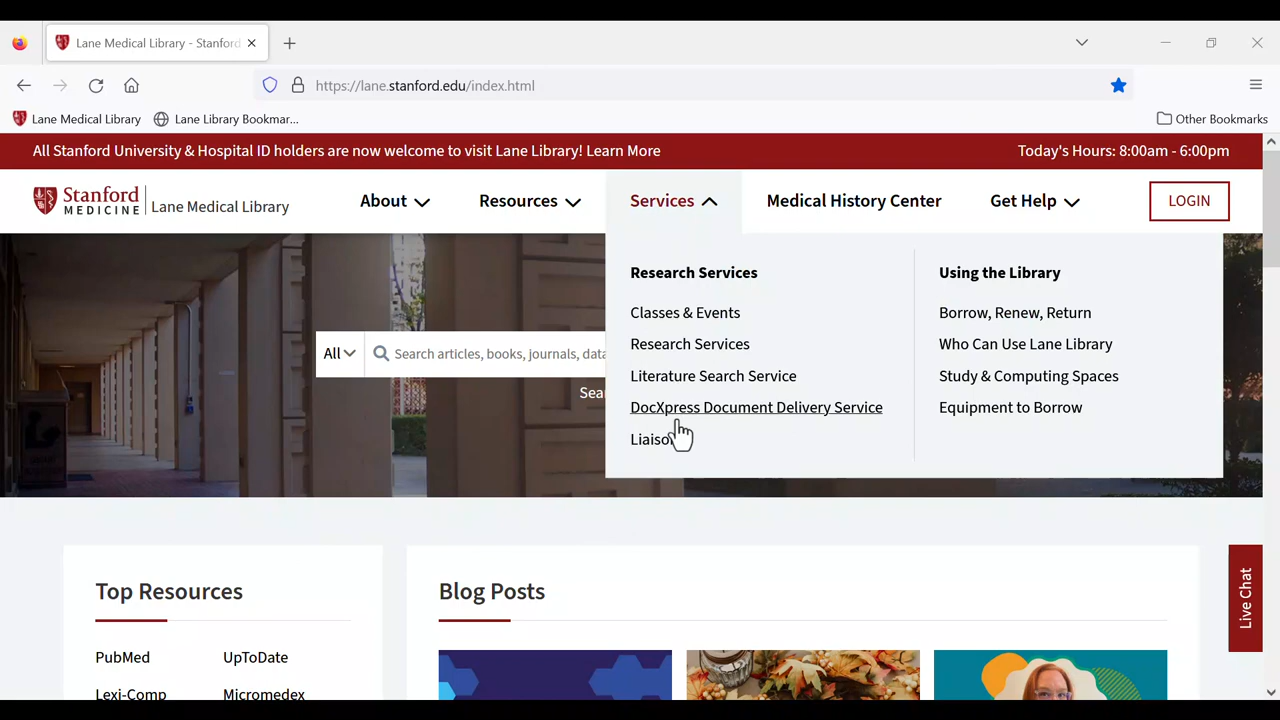 Lane Medical Library - Stanford
https://lane.stanford.edu/index.html
Lane Medical Library
Lane Library Bookmar...
Other Bookmarks
All Stanford University & Hospital ID holders are now welcome to visit Lane Library! Learn More
Today's Hours: 8:00am - 6:00pm
Stanford MEDICINE Lane Medical Library
About
Resources
Services
Medical History Center
Get Help
LOGIN
All
Search articles, books, journals, data
Research Services
Classes & Events
Research Services
Literature Search Service
DocXpress Document Delivery Service
Using the Library
Borrow, Renew, Return
Who Can Use Lane Library
Study & Computing Spaces
Equipment to Borrow
Top Resources
PubMed
UpToDate
Lexi-Comp
Micromedex
Blog Posts
Live Chat